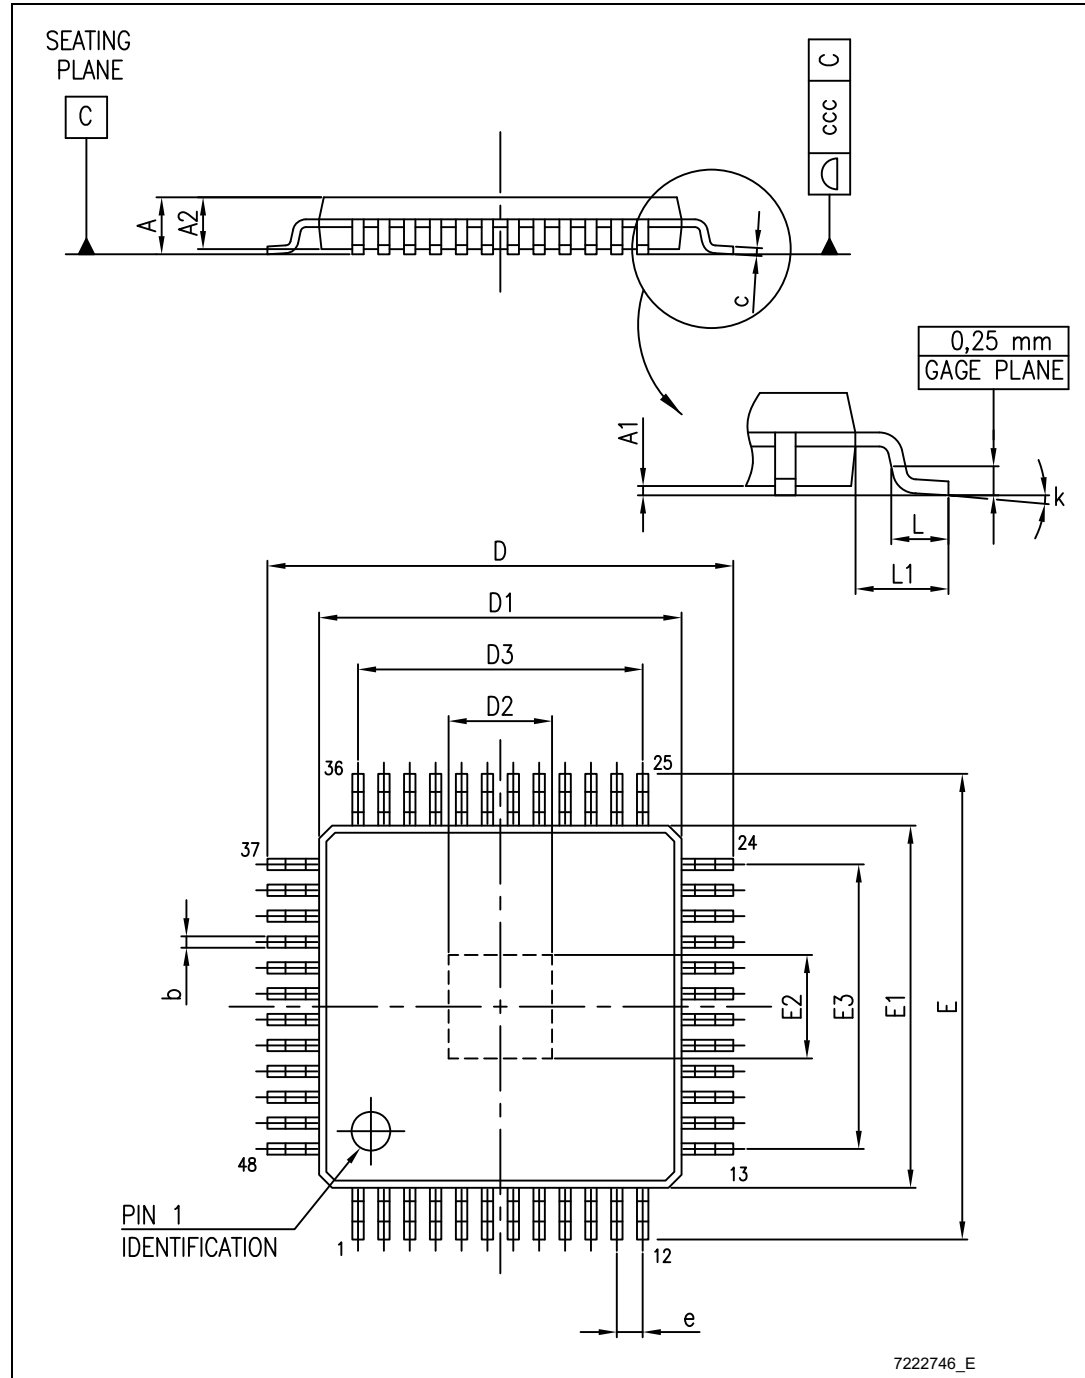 SEATING
PLANE
C
A
A2
c
C
ccc
0,25 mm
GAGE PLANE
A1
k
L
L1
D
D1
D3
D2
36
25
37
24
b
E2
E3
E1
E
48
13
PIN 1
IDENTIFICATION
1
12
e
7222746_E